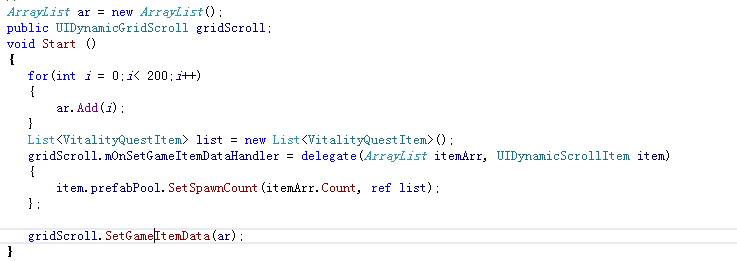 ArrayList ar = new ArrayList();
public UIDynamicGridScroll gridScroll;
void Start ()
{
for(int i = 0;i< 200;i++)
{
ar.Add(i);
}
List<VitalityQuestItem> list = new List<VitalityQuestItem>();
gridScroll.mOnSetGameItemDataHandler = delegate(ArrayList itemArr, UIDynamicScrollItem item)
{
item.prefabPool.SetSpawnCount(itemArr.Count, ref list);
};
gridScroll.SetGameItemData(ar);
}